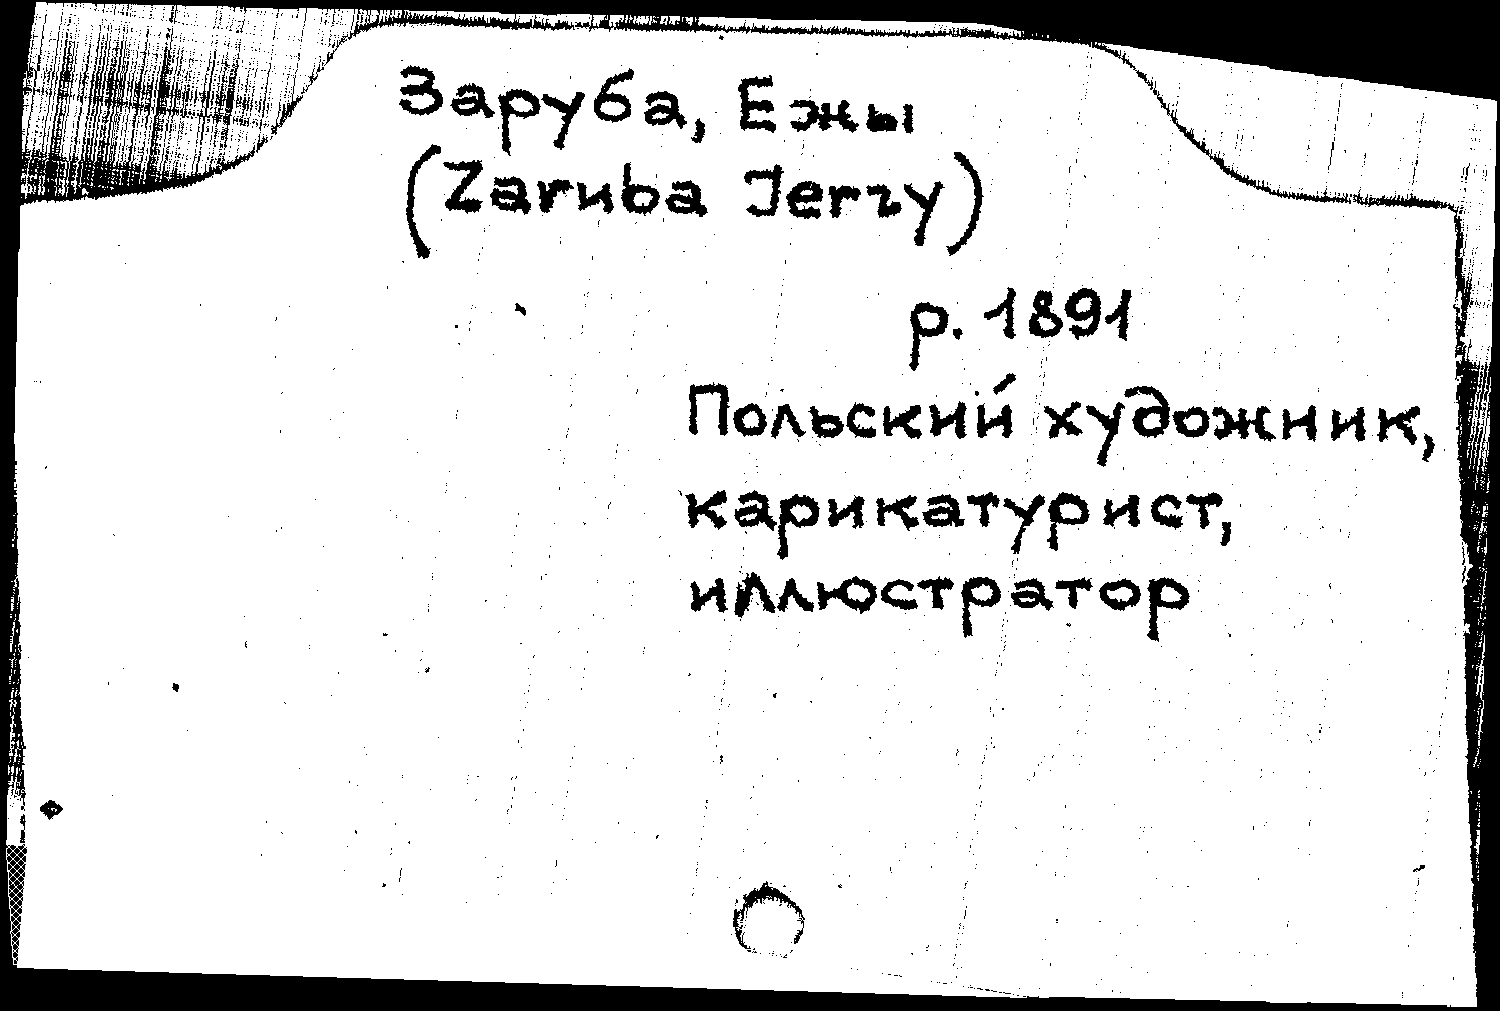 Заруба, Ежы
(Zaruba Jerzy)
р. 1891
Польский художник,
карикатурист,
иллюстратор